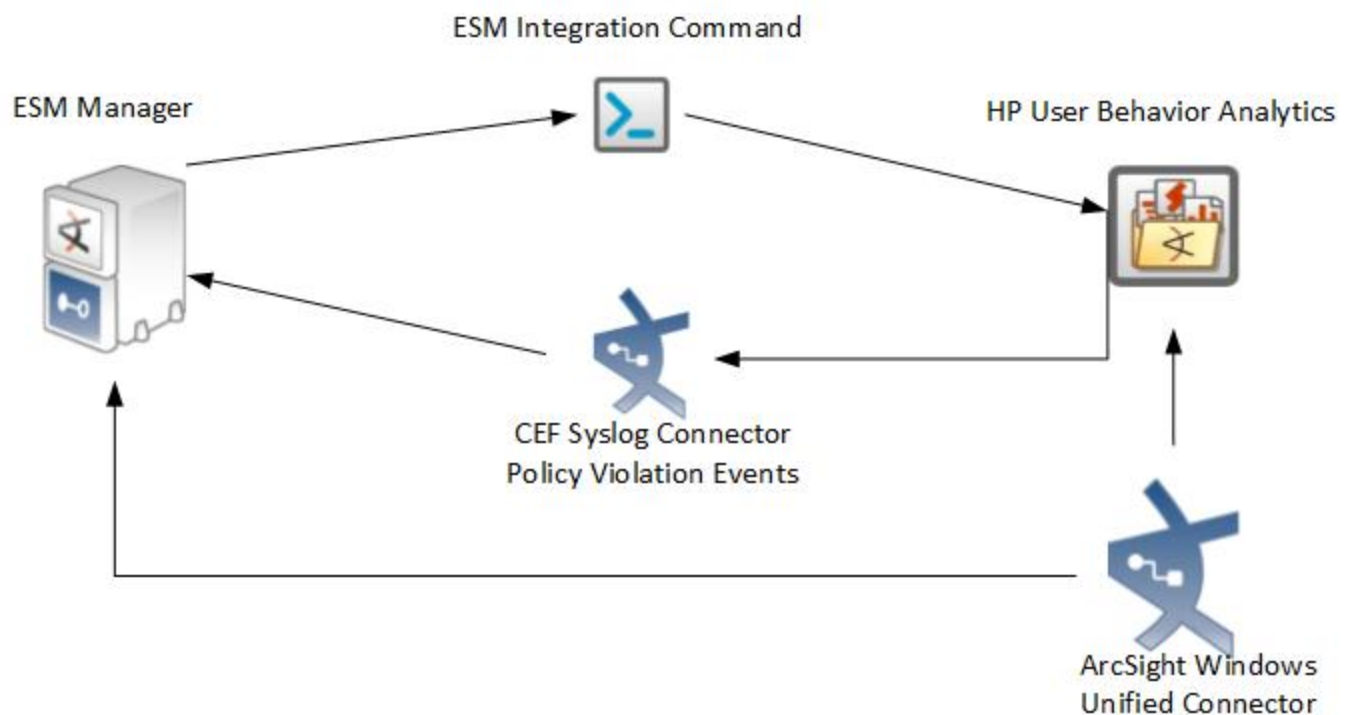 ESM Integration Command
ESM Manager
HP User Behavior Analytics
CEF Syslog Connector
Policy Violation Events
ArcSight Windows
Unified Connector